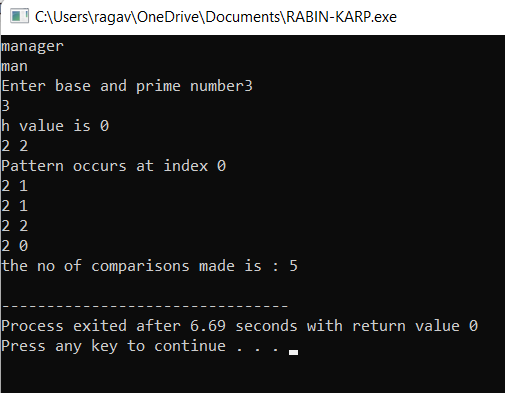 C:\Users\ragav\OneDrive\Documents\RABIN-KARP.exe
manager
man
Enter base and prime number3
3
h value is 0
2 2
Pattern occurs at index 0
2 1
2 1
2 2
2 0
the no of comparisons made is : 5
--------------------------------
Process exited after 6.69 seconds with return value 0
Press any key to continue . . .